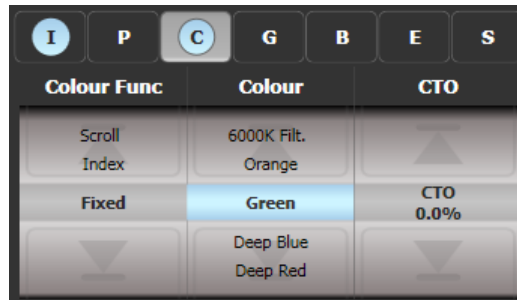 I P C G B E S
Colour Func Colour CTO
Scroll 6000K Filt.
Index Orange
Fixed Green CTO 0.0%
Deep Blue
Deep Red